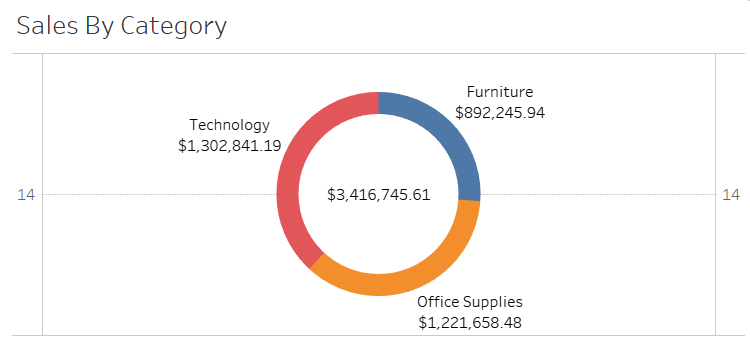 Sales By Category
Furniture
$892,245.94
Technology
$1,302,841.19
14
$3,416,745.61
14
Office Supplies
$1,221,658.48